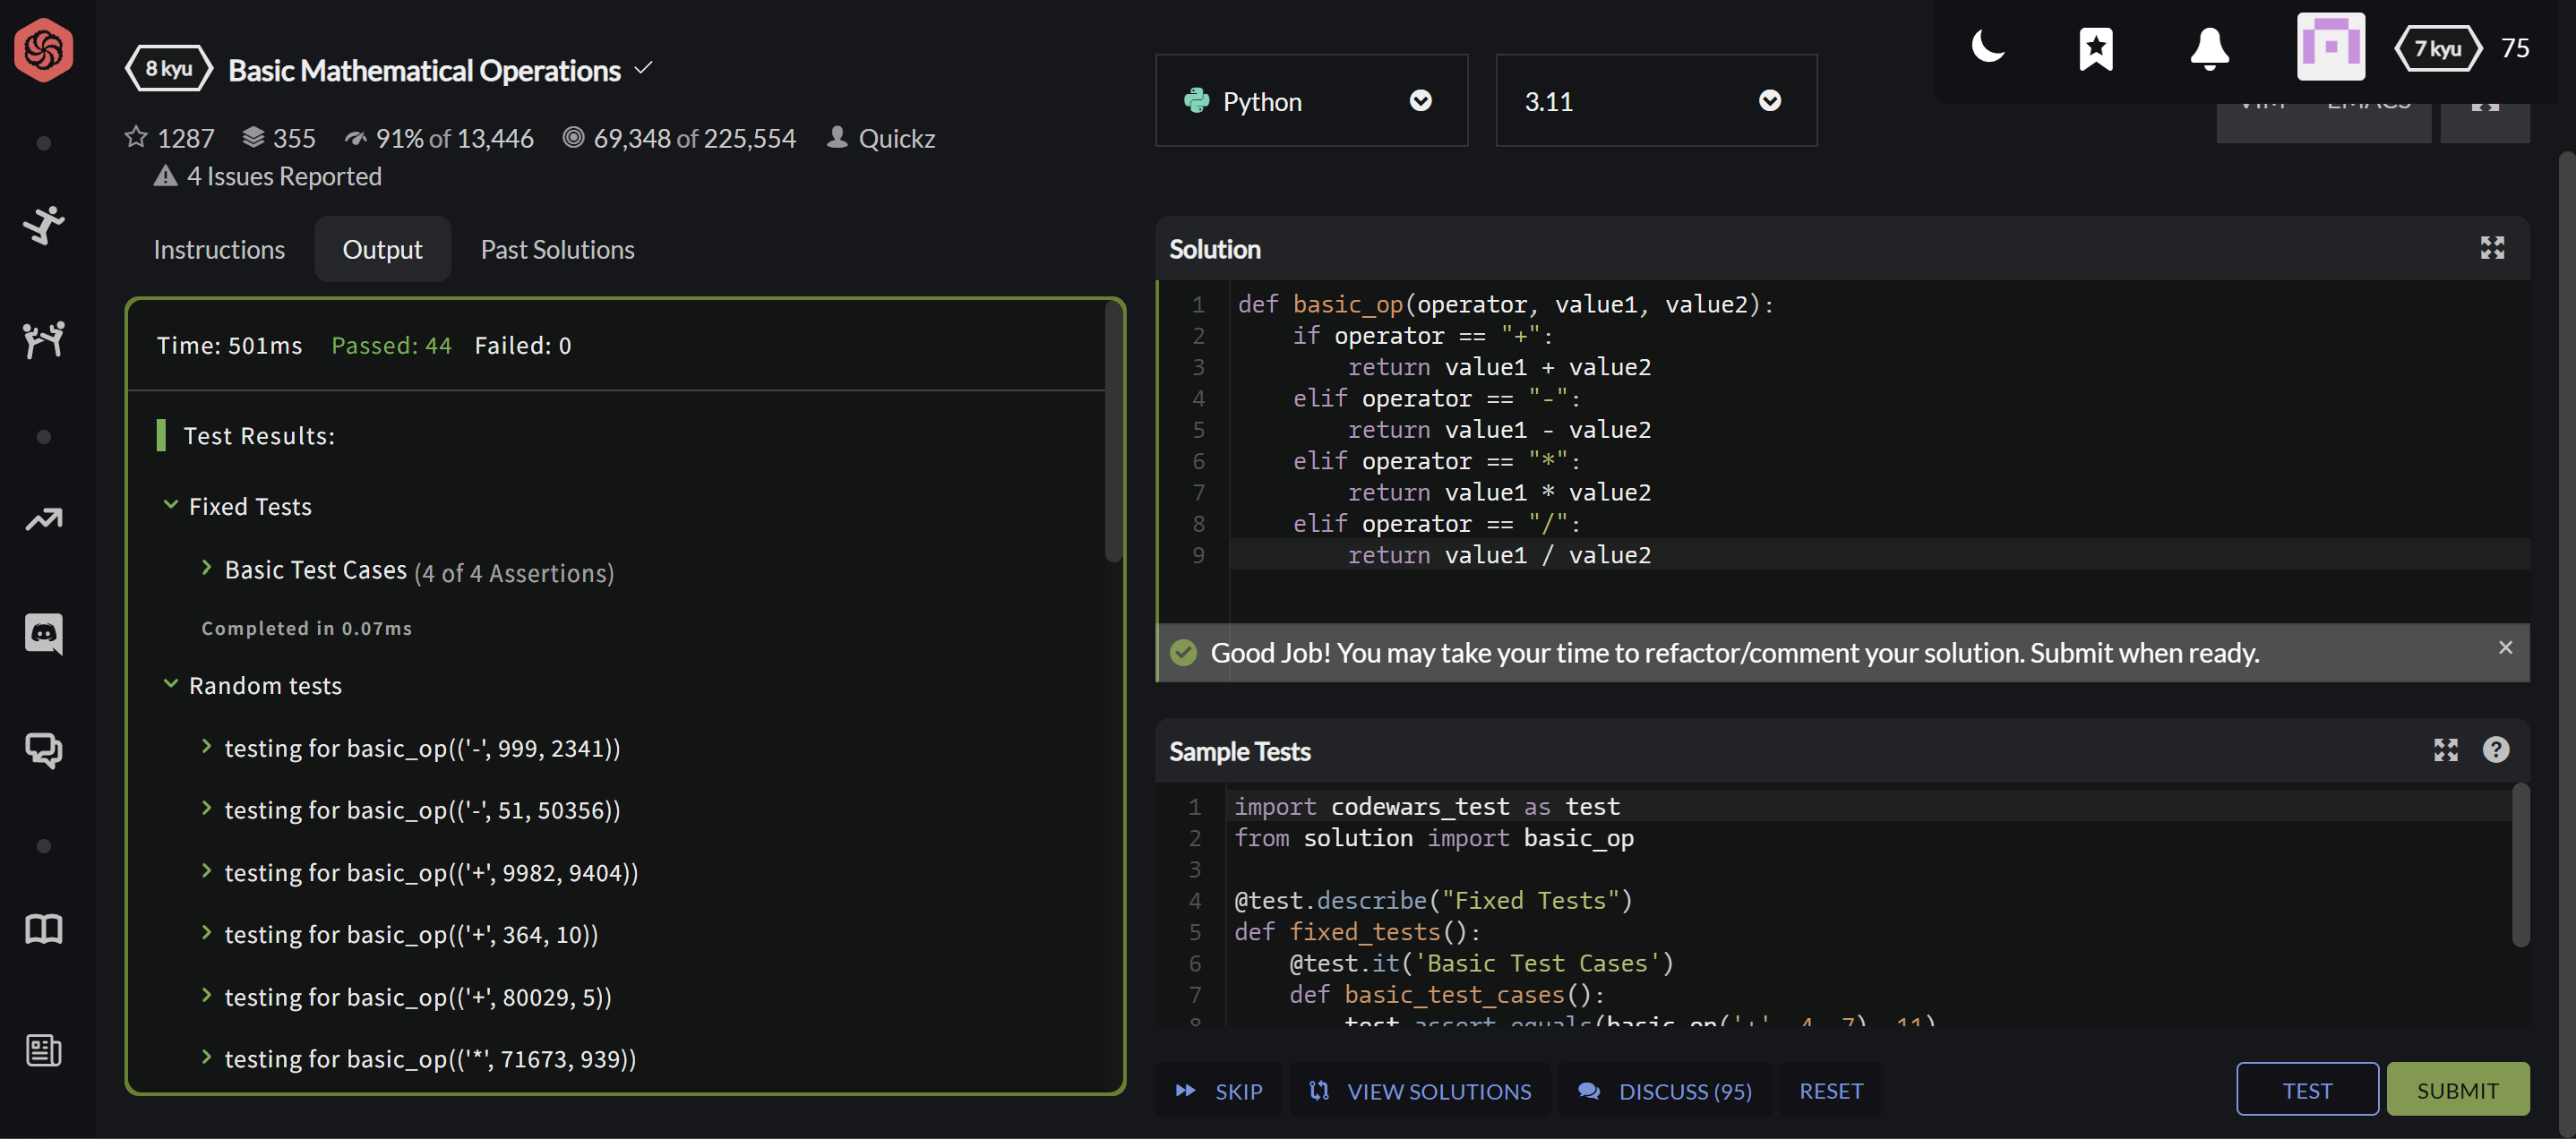 8 kyu Basic Mathematical Operations
1287 355 91% of 13,446 69,348 of 225,554 Quickz
4 Issues Reported
Python
3.11
7 kyu 75
VIM EMACS
Instructions Output Past Solutions
Time: 501ms Passed: 44 Failed: 0
Test Results:
Fixed Tests
Basic Test Cases (4 of 4 Assertions)
Completed in 0.07ms
Random tests
testing for basic_op(('-', 999, 2341))
testing for basic_op(('-', 51, 50356))
testing for basic_op(('+', 9982, 9404))
testing for basic_op(('+', 364, 10))
testing for basic_op(('+', 80029, 5))
testing for basic_op(('*', 71673, 939))
Solution
1 def basic_op(operator, value1, value2):
2     if operator == "+":
3         return value1 + value2
4     elif operator == "-":
5         return value1 - value2
6     elif operator == "*":
7         return value1 * value2
8     elif operator == "/":
9         return value1 / value2
Good Job! You may take your time to refactor/comment your solution. Submit when ready.
×
Sample Tests
1 import codewars_test as test
2 from solution import basic_op
3
4 @test.describe("Fixed Tests")
5 def fixed_tests():
6     @test.it('Basic Test Cases')
7     def basic_test_cases():
8         test.assert_equals(basic_op('+', 4, 7), 11)
SKIP VIEW SOLUTIONS DISCUSS (95) RESET
TEST SUBMIT